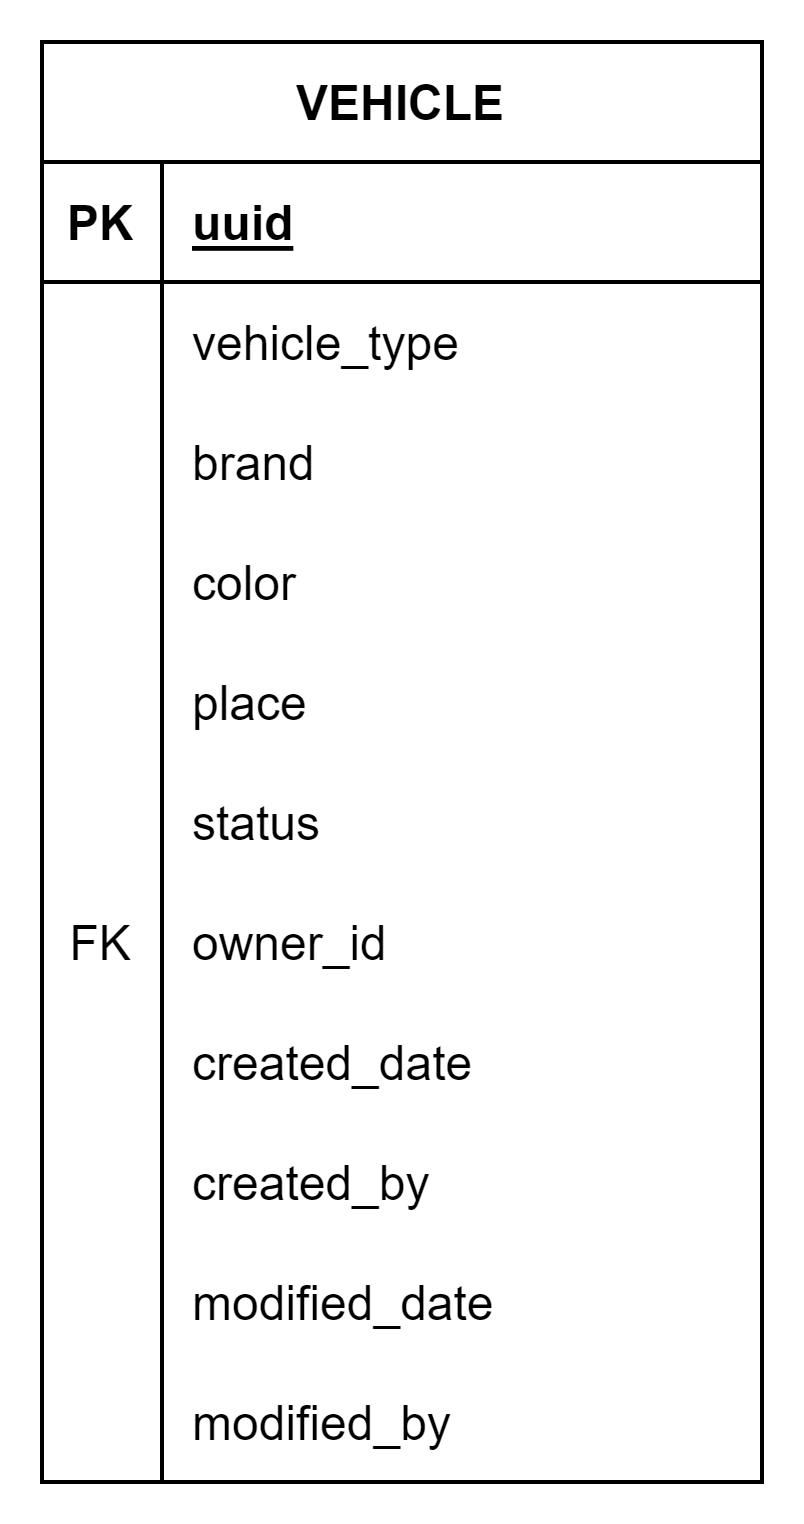 VEHICLE
PK uuid
vehicle_type
brand
color
place
status
FK owner_id
created_date
created_by
modified_date
modified_by